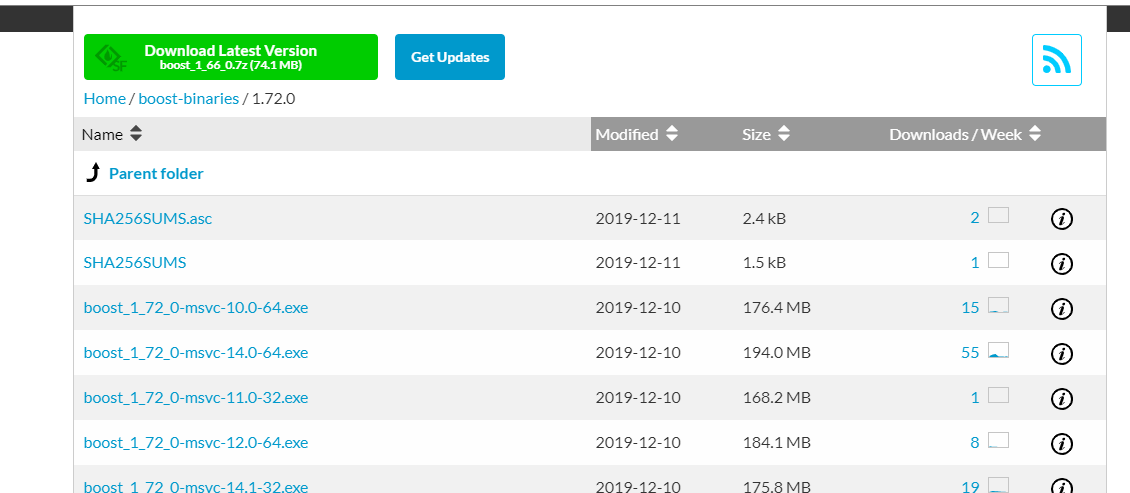 Download Latest Version
boost_1_66_0.7z (74.1 MB)
SF
Get Updates
Home / boost-binaries / 1.72.0
Name Modified Size Downloads / Week
Parent folder
SHA256SUMS.asc 2019-12-11 2.4 kB 2 i
SHA256SUMS 2019-12-11 1.5 kB 1 i
boost_1_72_0-msvc-10.0-64.exe 2019-12-10 176.4 MB 15 i
boost_1_72_0-msvc-14.0-64.exe 2019-12-10 194.0 MB 55 i
boost_1_72_0-msvc-11.0-32.exe 2019-12-10 168.2 MB 1 i
boost_1_72_0-msvc-12.0-64.exe 2019-12-10 184.1 MB 8 i
boost_1_72_0-msvc-14.1-32.exe 2019-12-10 175.8 MB 19 i